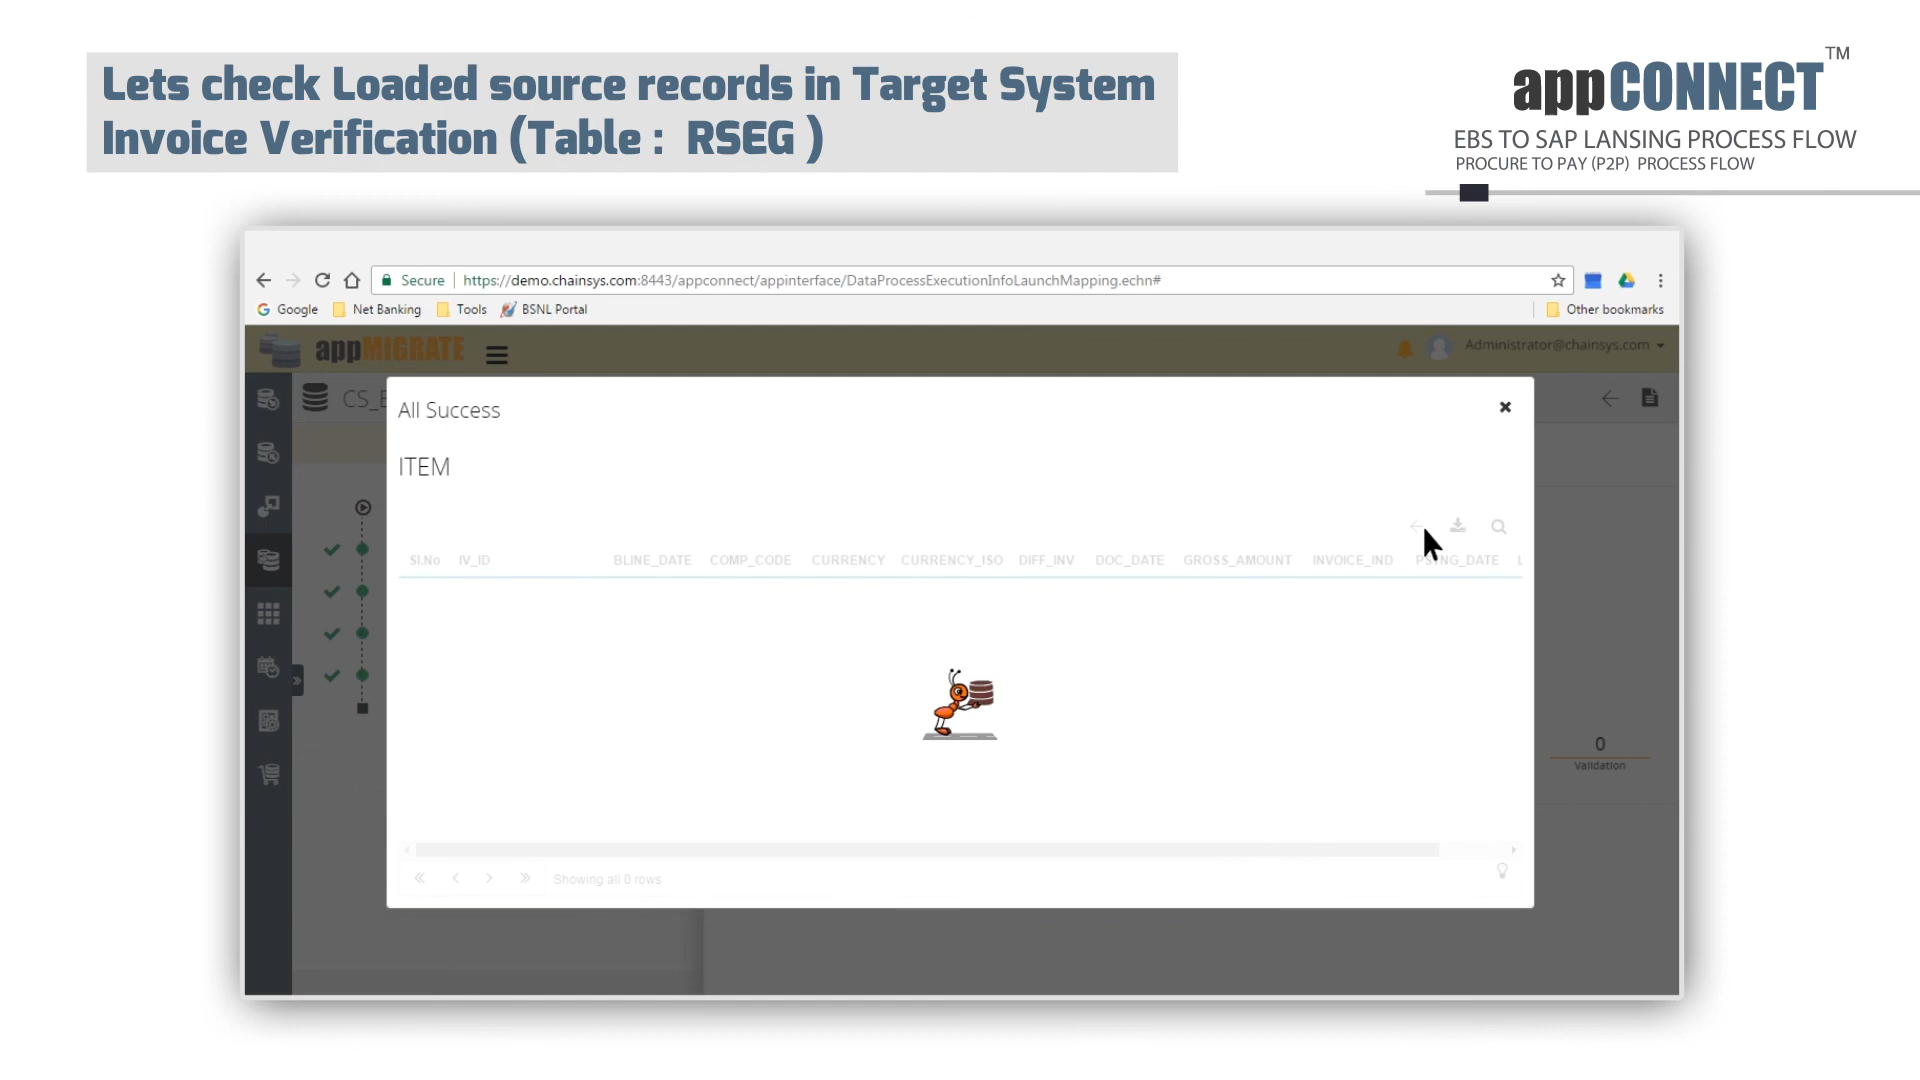 Lets check Loaded source records in Target System
Invoice Verification (Table : RSEG )
appCONNECT™
EBS TO SAP LANSING PROCESS FLOW
PROCURE TO PAY (P2P) PROCESS FLOW
Secure https://demo.chainsys.com:8443/appconnect/appinterface/DataProcessExecutionInfoLaunchMapping.echn#
Google Net Banking Tools BSNL Portal Other bookmarks
appMIGRATE Administrator@chainsys.com
CS_E
All Success
ITEM
Sl.No IV_ID BLINE_DATE COMP_CODE CURRENCY CURRENCY_ISO DIFF_INV DOC_DATE GROSS_AMOUNT INVOICE_IND PSTNG_DATE
0
Validation
Showing all 0 rows